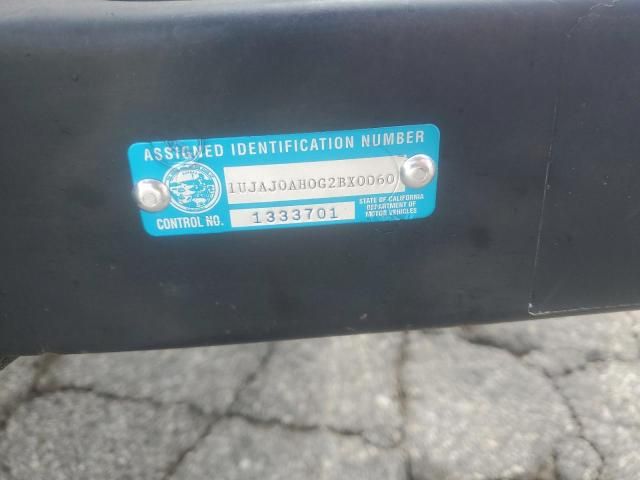 ASSIGNED IDENTIFICATION NUMBER
1UJAJ0AH0G2BX0060
CONTROL NO. 1333701
STATE OF CALIFORNIA
DEPARTMENT OF
MOTOR VEHICLES